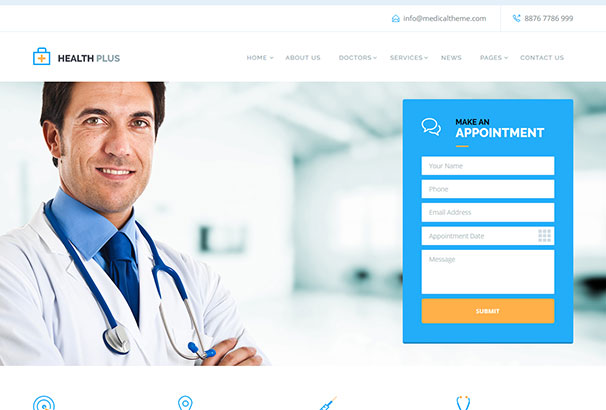 info@medicaltheme.com 8876 7786 999
HEALTH PLUS HOME ABOUT US DOCTORS SERVICES NEWS PAGES CONTACT US
MAKE AN
APPOINTMENT
Your Name
Phone
Email Address
Appointment Date
Message
SUBMIT